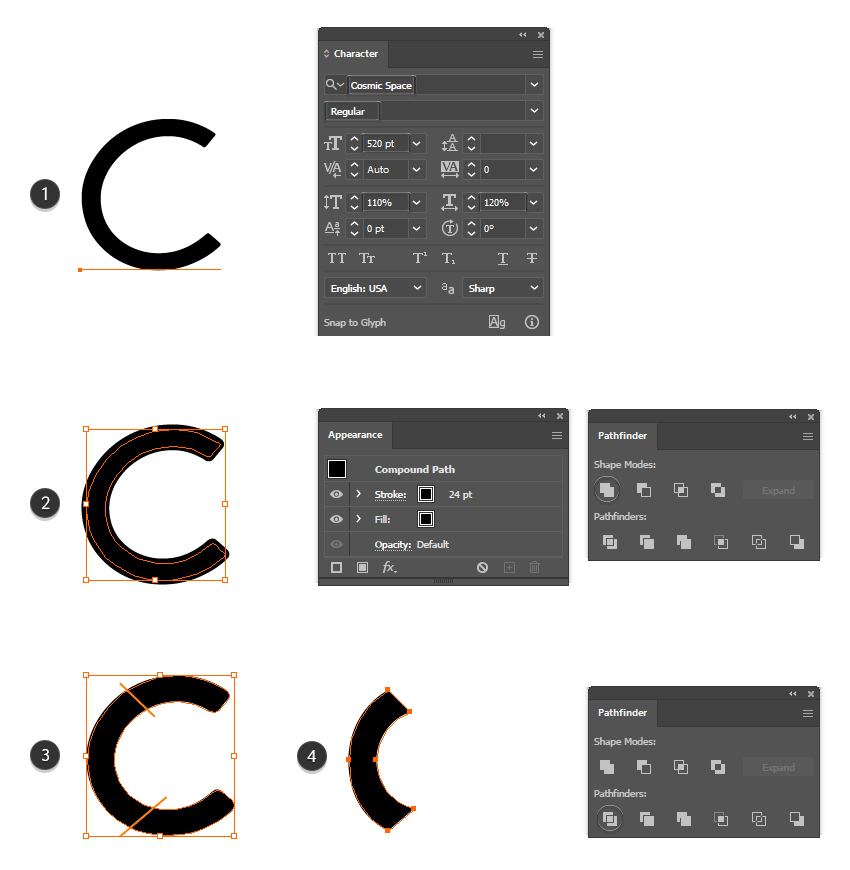 Character
Cosmic Space
Regular
520 pt
Auto
0
110%
120%
0 pt
0°
English: USA
Sharp
Snap to Glyph
1
2
Appearance
Compound Path
Stroke:
24 pt
Fill:
Opacity: Default
Pathfinder
Shape Modes:
Expand
Pathfinders:
3
4
Pathfinder
Shape Modes:
Expand
Pathfinders: